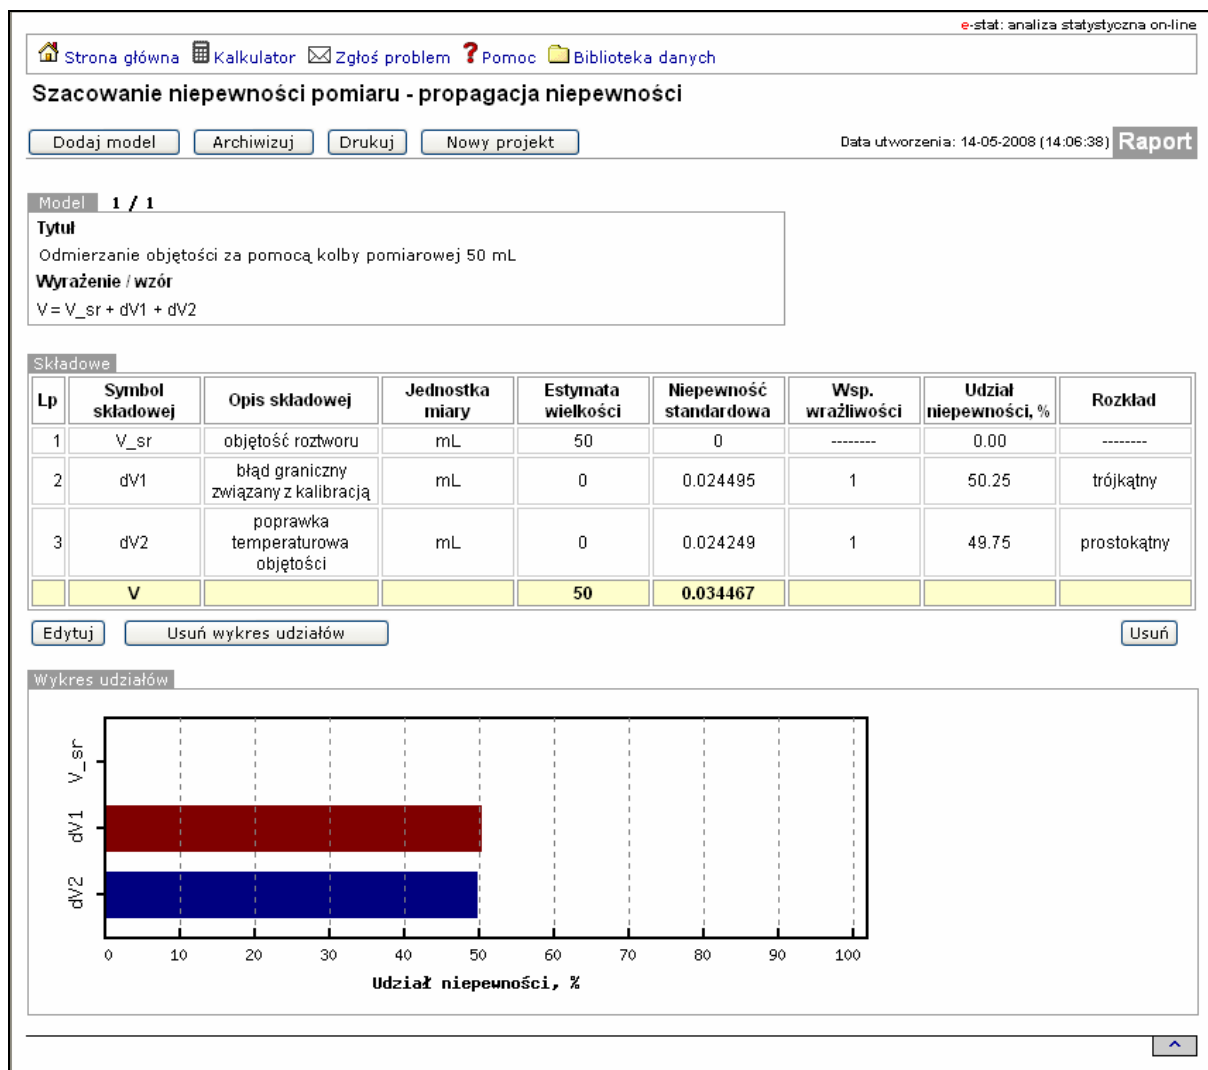 e-stat: analiza statystyczna on-line
Strona główna Kalkulator Zgłoś problem ? Pomoc Biblioteka danych
Szacowanie niepewności pomiaru - propagacja niepewności
Dodaj model Archiwizuj Drukuj Nowy projekt Data utworzenia: 14-05-2008 (14:06:38) Raport
Model 1 / 1
Tytuł
Odmierzanie objętości za pomocą kolby pomiarowej 50 mL
Wyrażenie / wzór
V = V_sr + dV1 + dV2
Składowe
Lp Symbol składowej Opis składowej Jednostka miary Estymata wielkości Niepewność standardowa Wsp. wrażliwości Udział niepewności, % Rozkład
1 V_sr objętość roztworu mL 50 0 -------- 0.00 --------
2 dV1 błąd graniczny związany z kalibracją mL 0 0.024495 1 50.25 trójkątny
3 dV2 poprawka temperaturowa objętości mL 0 0.024249 1 49.75 prostokątny
V 50 0.034467
Edytuj Usuń wykres udziałów Usuń
Wykres udziałów
V_sr
dV1
dV2
0 10 20 30 40 50 60 70 80 90 100
Udział niepewności, %